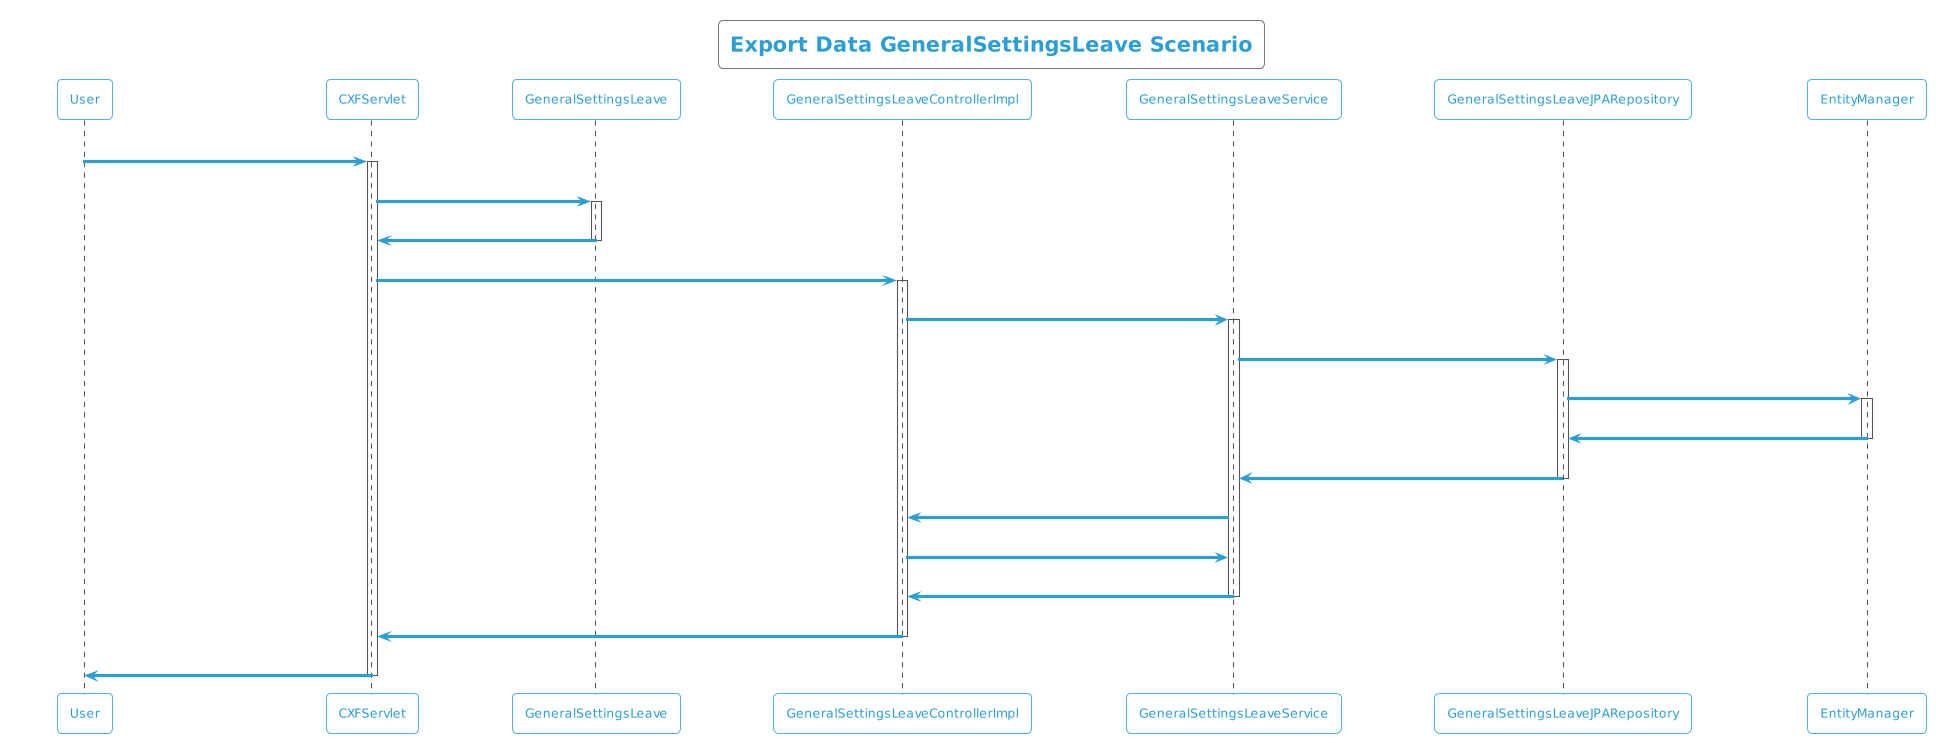 Export Data GeneralSettingsLeave Scenario
User
CXFServlet
GeneralSettingsLeave
GeneralSettingsLeaveControllerImpl
GeneralSettingsLeaveService
GeneralSettingsLeaveJPARepository
EntityManager
User
CXFServlet
GeneralSettingsLeave
GeneralSettingsLeaveControllerImpl
GeneralSettingsLeaveService
GeneralSettingsLeaveJPARepository
EntityManager